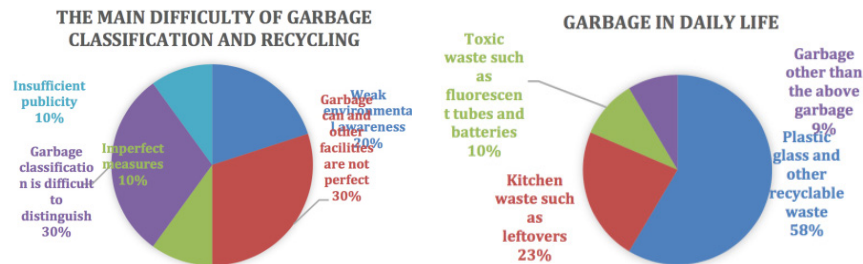 THE MAIN DIFFICULTY OF GARBAGE
CLASSIFICATION AND RECYCLING
Insufficient
publicity
10%
Weak
environmental
awareness
20%
Garbage
can and
other
facilities
are not
perfect
30%
Imperfect
measures
10%
Garbage
classificatio
n is difficult
to
distinguish
30%
GARBAGE IN DAILY LIFE
Toxic
waste such
as
fluorescen
t tubes and
batteries
10%
Garbage
other than
the above
garbage
9%
Plastic
glass and
other
recyclable
waste
58%
Kitchen
waste such
as
leftovers
23%